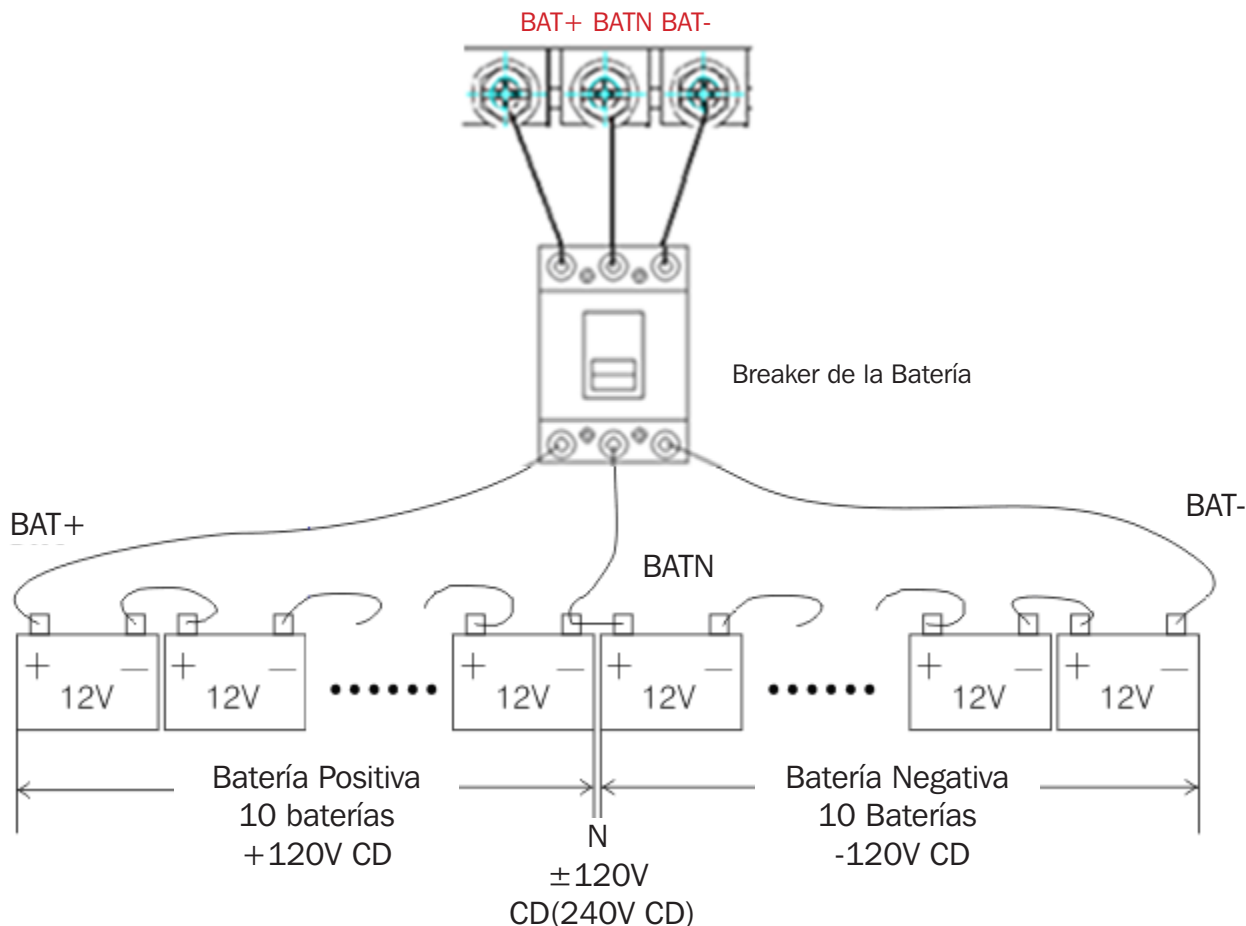 BAT+ BATN BAT-
Breaker de la Batería
BAT+
BAT-
BATN
+ — + — + — + — + — + —
12V 12V 12V 12V 12V 12V
Batería Positiva
10 baterías
+120V CD
Batería Negativa
10 Baterías
-120V CD
N
±120V
CD(240V CD)